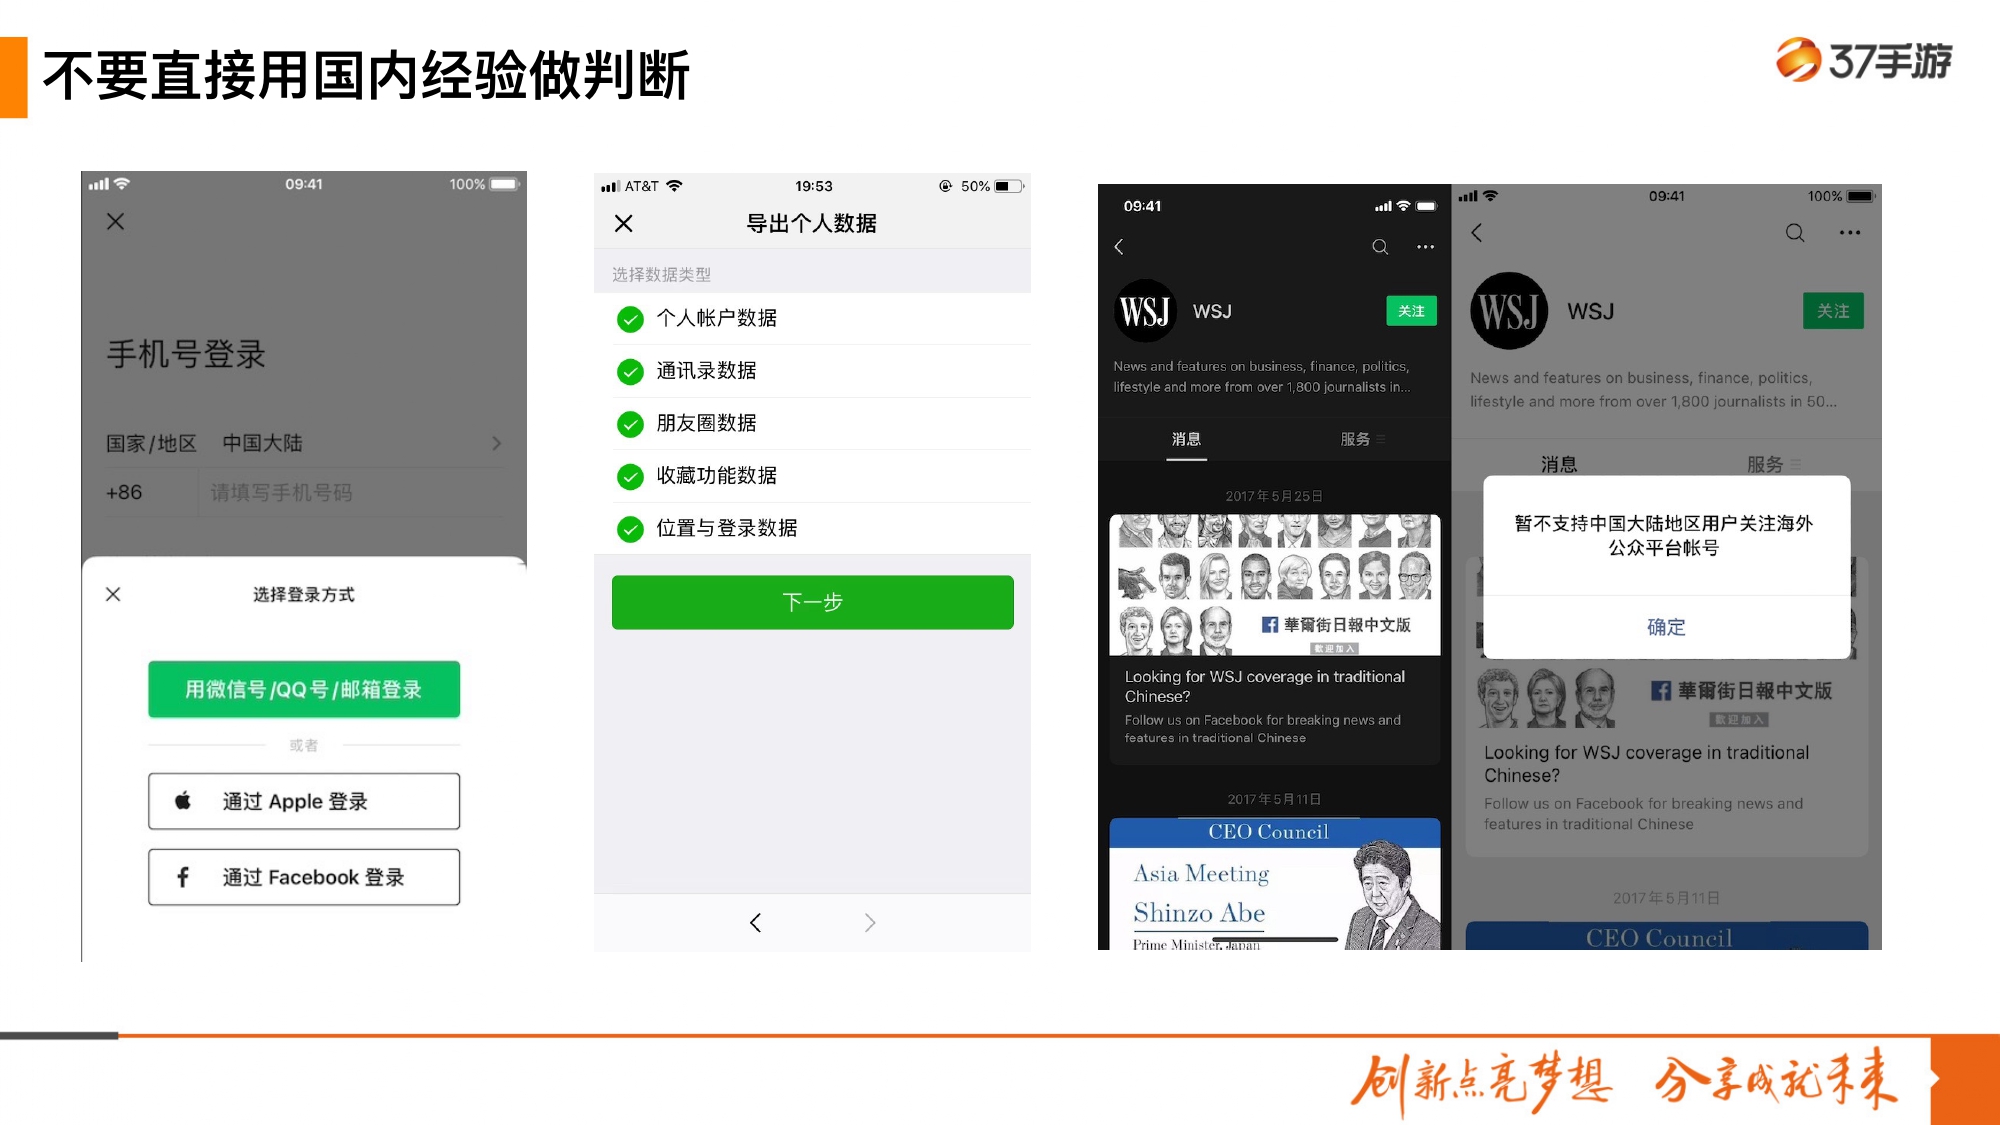 不要直接用国内经验做判断
37手游
09:41
100%
手机号登录
国家/地区 中国大陆
+86 请填写手机号码
选择登录方式
用微信号/QQ号/邮箱登录
或者
通过 Apple 登录
通过 Facebook 登录
AT&T 19:53 50%
导出个人数据
选择数据类型
个人帐户数据
通讯录数据
朋友圈数据
收藏功能数据
位置与登录数据
下一步
09:41
WSJ WSJ 关注
News and features on business, finance, politics,
lifestyle and more from over 1,800 journalists in...
消息 服务
2017年5月25日
華爾街日報中文版
歡迎加入
Looking for WSJ coverage in traditional
Chinese?
Follow us on Facebook for breaking news and
features in traditional Chinese
2017年5月11日
CEO Council
Asia Meeting
Shinzo Abe
Prime Minister, Japan
09:41 100%
WSJ WSJ 关注
News and features on business, finance, politics,
lifestyle and more from over 1,800 journalists in 50...
消息 服务
暂不支持中国大陆地区用户关注海外
公众平台帐号
确定
華爾街日報中文版
歡迎加入
Looking for WSJ coverage in traditional
Chinese?
Follow us on Facebook for breaking news and
features in traditional Chinese
2017年5月11日
CEO Council
创新点亮梦想 分享成就未来